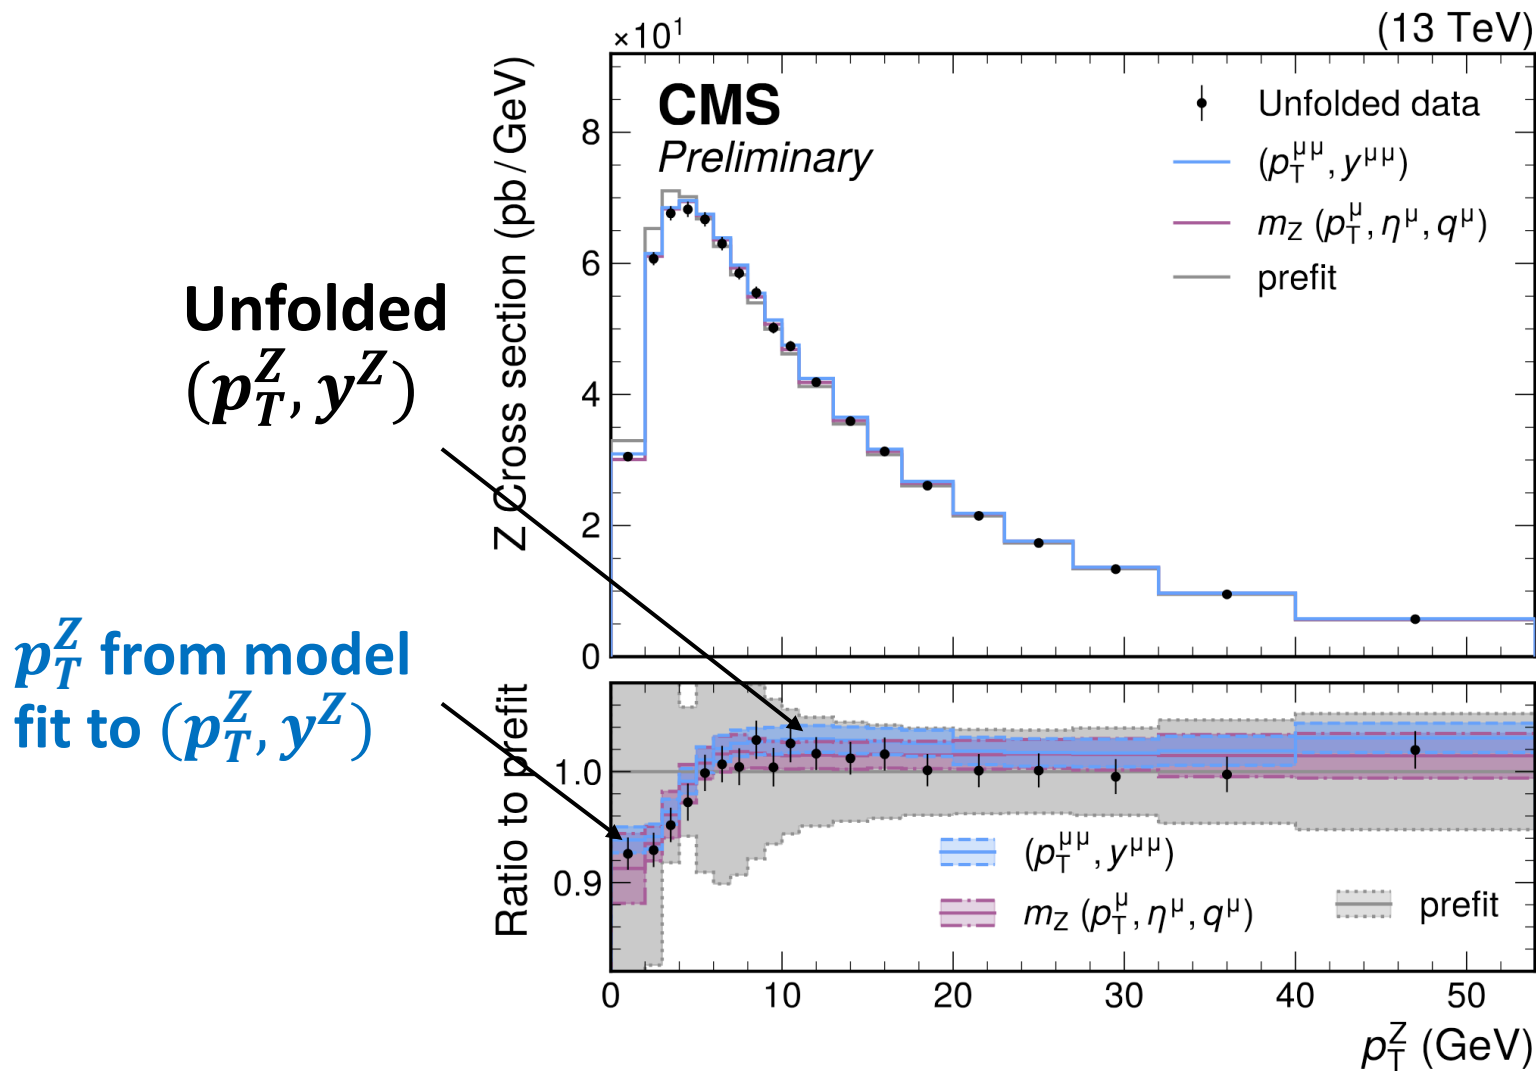 ×10¹ (13 TeV)
CMS
Preliminary
Unfolded data
(p_T^μμ, y^μμ)
m_Z (p_T^μ, η^μ, q^μ)
prefit
Z Cross section (pb/GeV)
8
6
4
2
0
Unfolded
(p_T^Z, y^Z)
p_T^Z from model
fit to (p_T^Z, y^Z)
Ratio to prefit
1.0
0.9
(p_T^μμ, y^μμ)
m_Z (p_T^μ, η^μ, q^μ)
prefit
0 10 20 30 40 50
p_T^Z (GeV)